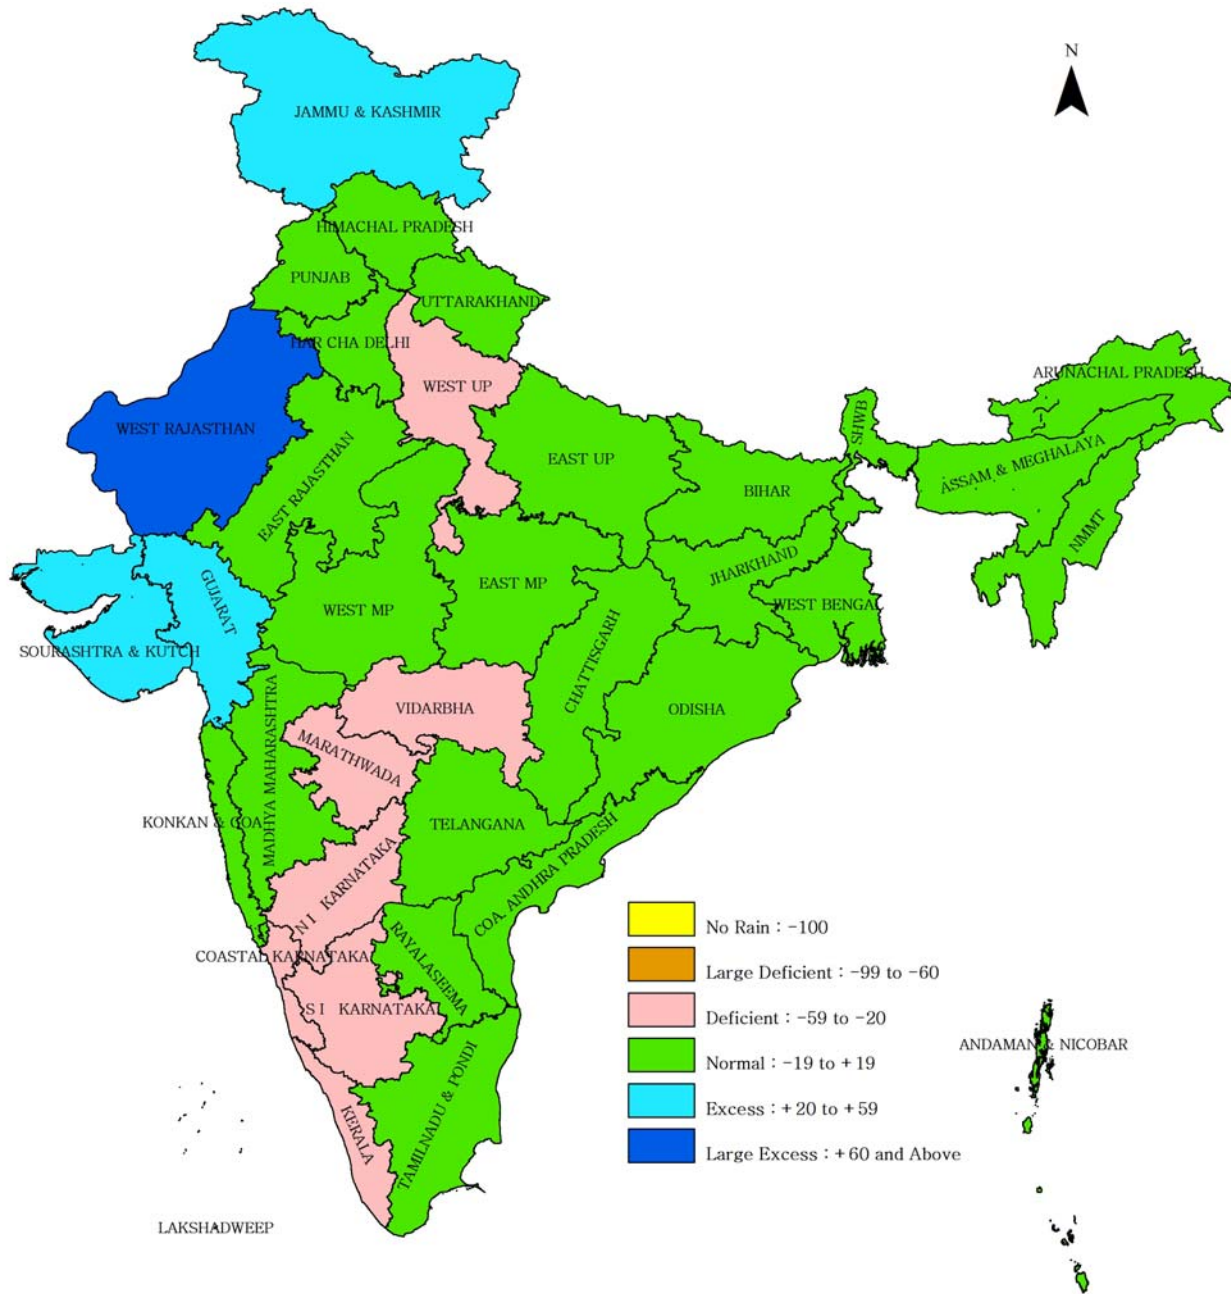 N
JAMMU & KASHMIR
HIMACHAL PRADESH
PUNJAB
UTTARAKHAND
HAR CHA DELHI
WEST UP
ARUNACHAL PRADESH
WEST RAJASTHAN
SHWB
EAST RAJASTHAN
EAST UP
ASSAM & MEGHALAYA
BIHAR
NMMT
JHARKHAND
EAST MP
WEST MP
GUJARAT
WEST BENGAL
SOURASHTRA & KUTCH
CHATTISGARH
VIDARBHA
ODISHA
MADHYA MAHARASHTRA
MARATHWADA
KONKAN & GOA
TELANGANA
COA. ANDHRA PRADESH
N I KARNATAKA
RAYALASEEMA
COASTAL KARNATAKA
S I KARNATAKA
KERALA
TAMILNADU & PONDI
ANDAMAN & NICOBAR
LAKSHADWEEP
No Rain : -100
Large Deficient : -99 to -60
Deficient : -59 to -20
Normal : -19 to +19
Excess : +20 to +59
Large Excess : +60 and Above